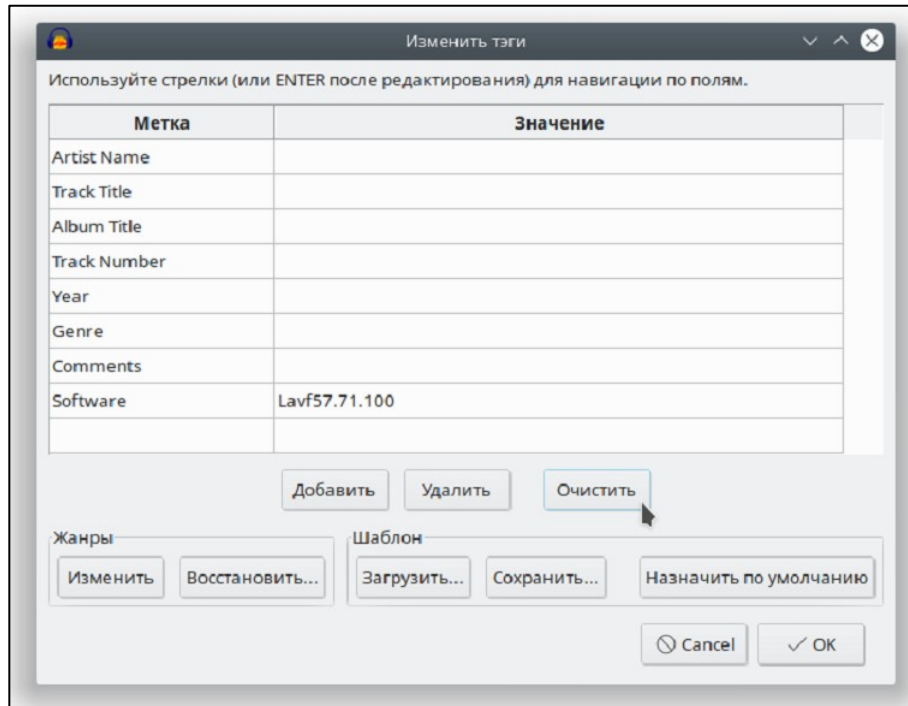 Изменить тэги
Используйте стрелки (или ENTER после редактирования) для навигации по полям.
Метка Значение
Artist Name
Track Title
Album Title
Track Number
Year
Genre
Comments
Software Lavf57.71.100
Добавить Удалить Очистить
Жанры Шаблон
Изменить Восстановить... Загрузить... Сохранить... Назначить по умолчанию
Cancel OK